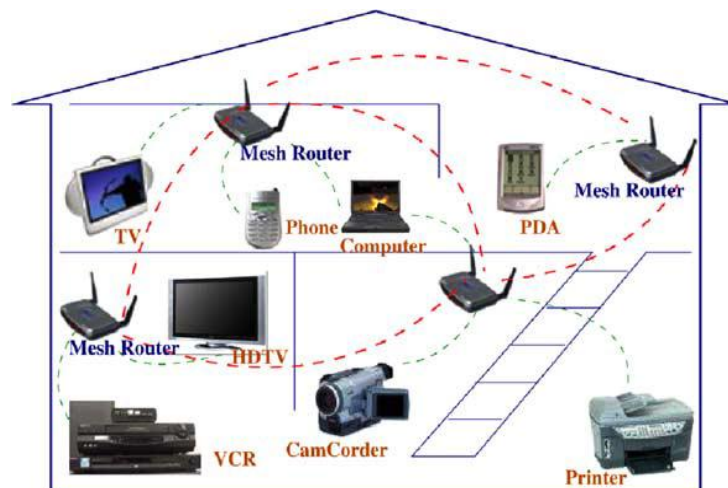 Mesh Router
Mesh Router
Phone
PDA
TV
Computer
Mesh Router
HDTV
CamCorder
VCR
Printer